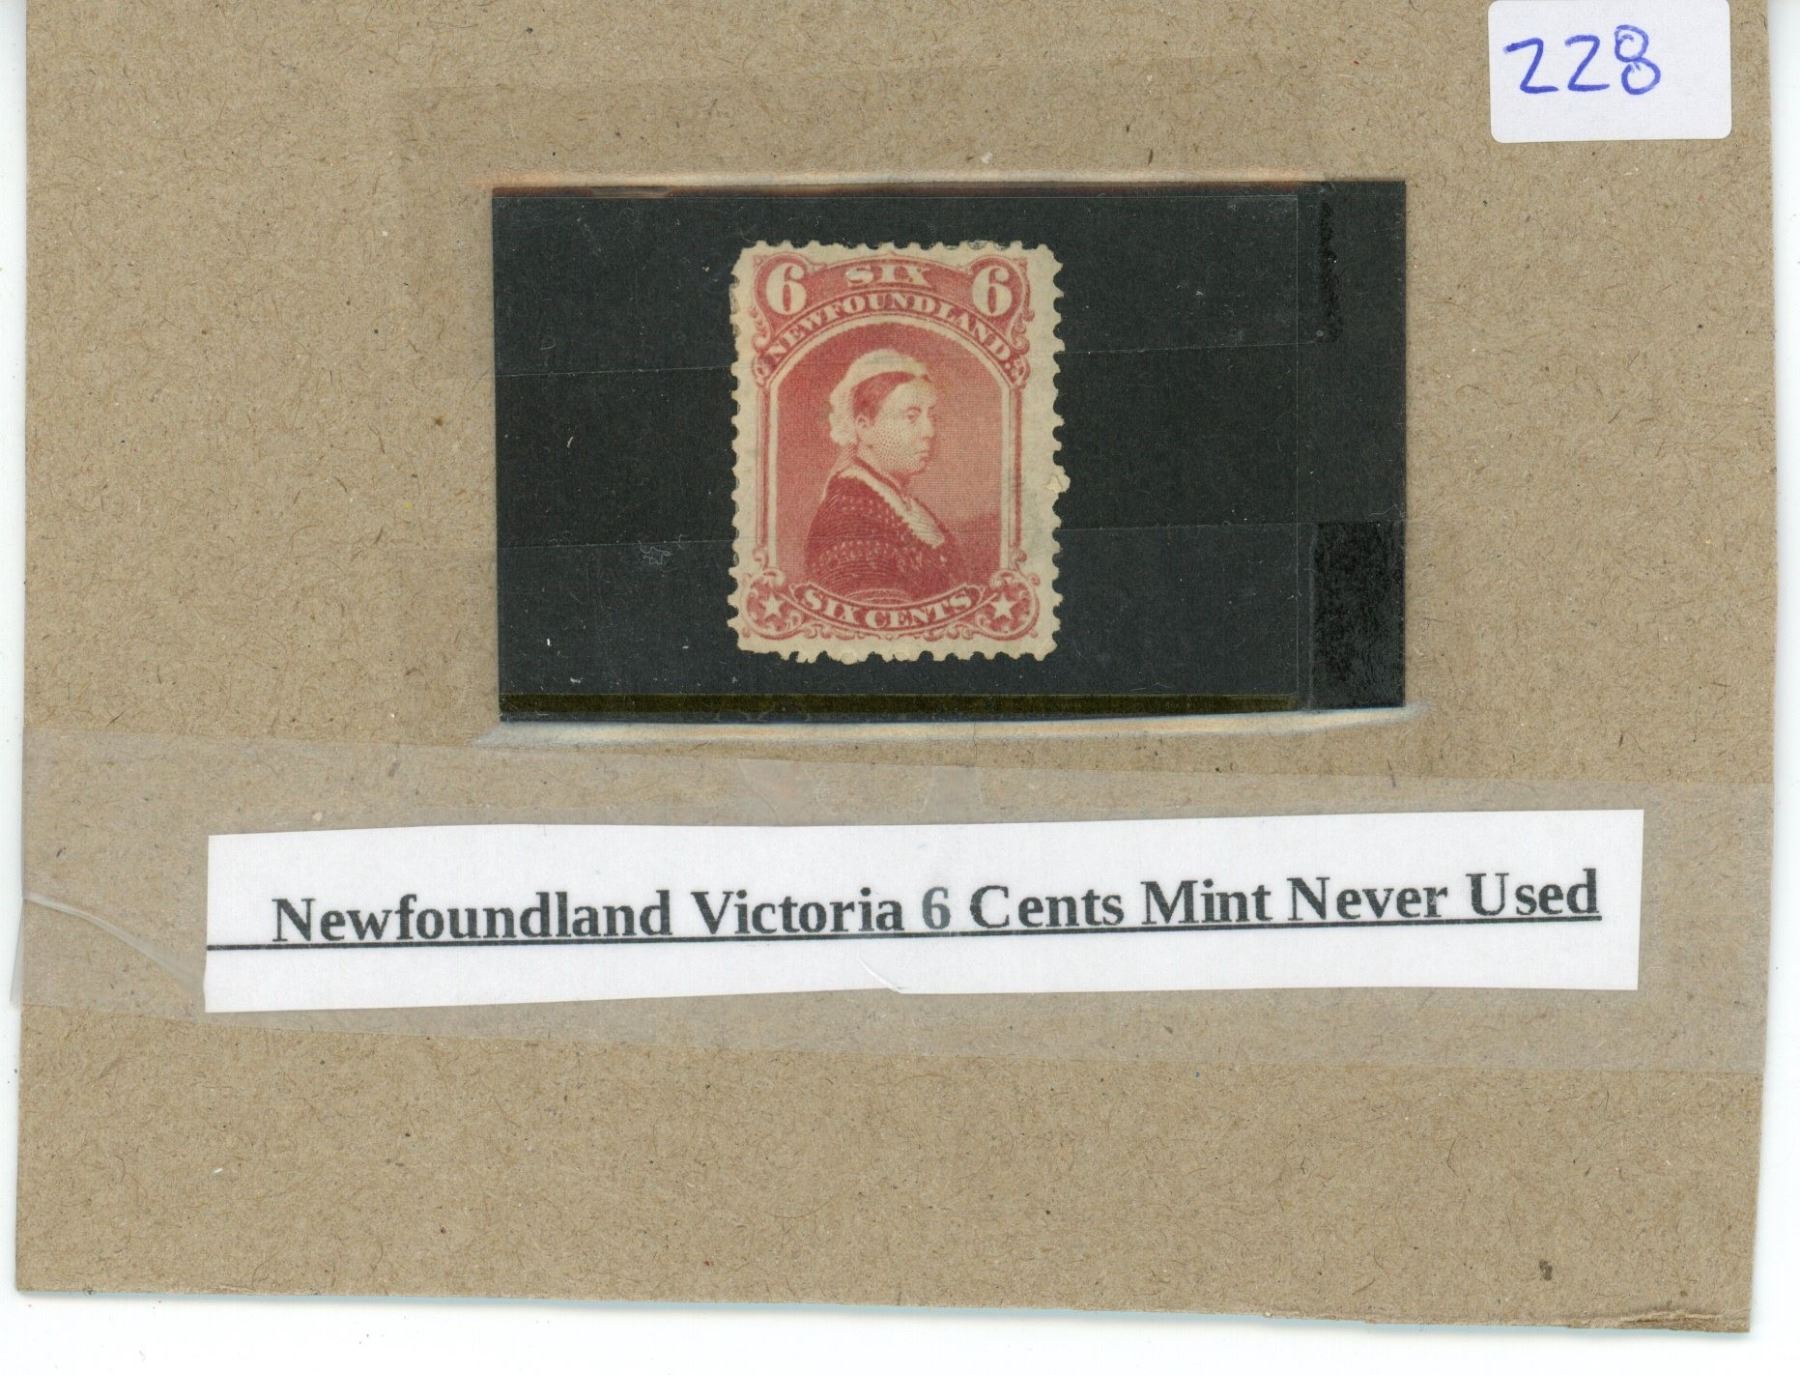 228
6 SIX 6
NEWFOUNDLAND.
SIX CENTS
Newfoundland Victoria 6 Cents Mint Never Used